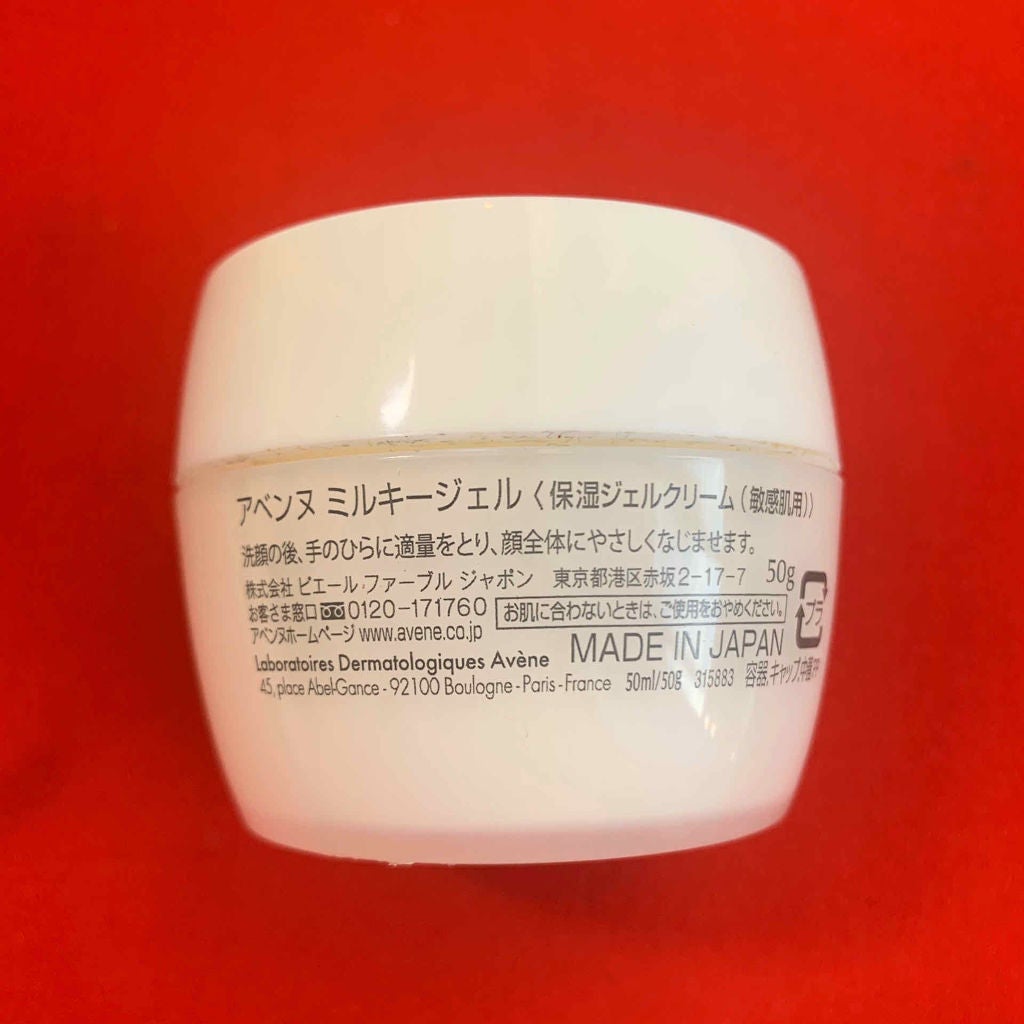 アベンヌ ミルキージェル〈保湿ジェルクリーム(敏感肌用)〉
洗顔の後、手のひらに適量をとり、顔全体にやさしくなじませます。
株式会社 ピエール ファーブル ジャポン 東京都港区赤坂2-17-7 50g
お客さま窓口 0120-171760 お肌に合わないときは、ご使用をおやめください。
プラ
アベンヌホームページ www.avene.co.jp
MADE IN JAPAN
Laboratoires Dermatologiques Avène
45, place Abel-Gance - 92100 Boulogne - Paris - France 50ml/50g 315883 容器,キャップ,中